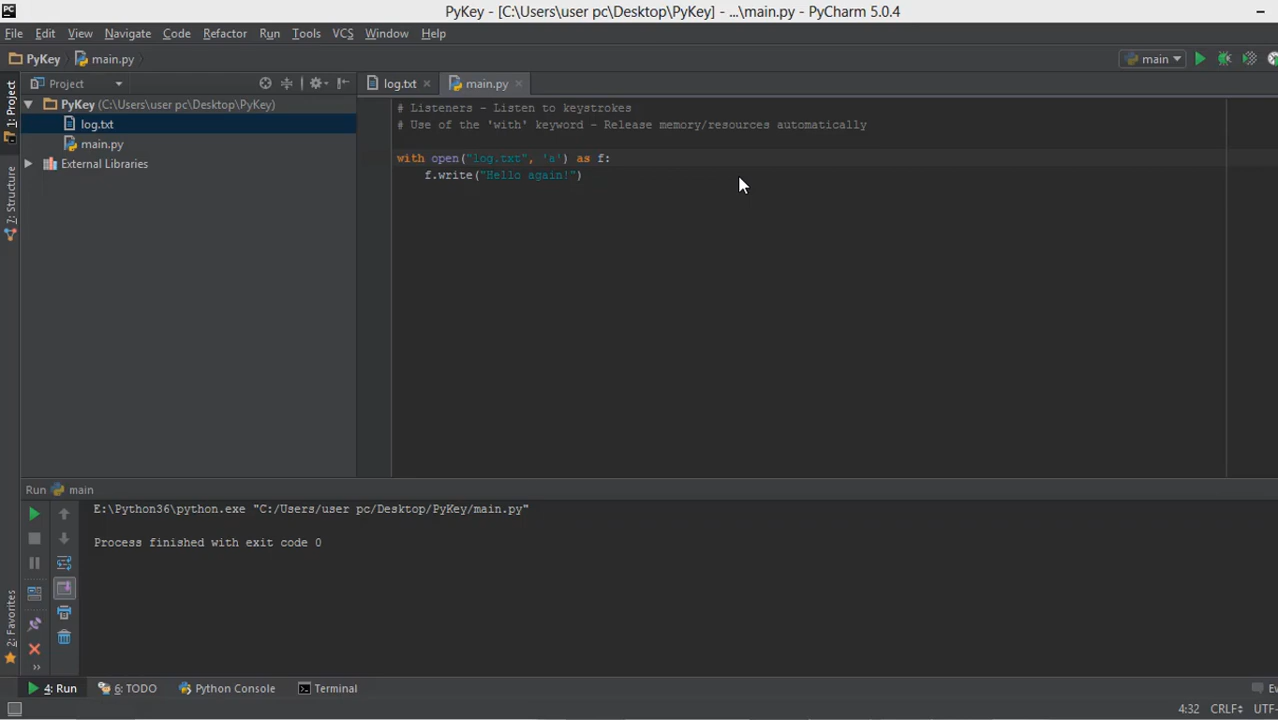 PC
PyKey - [C:\Users\user pc\Desktop\PyKey] - ...\main.py - PyCharm 5.0.4
File Edit View Navigate Code Refactor Run Tools VCS Window Help
PyKey main.py main
1: Project
Project
log.txt main.py
PyKey (C:\Users\user pc\Desktop\PyKey)
log.txt
main.py
External Libraries
7: Structure
# Listeners - Listen to keystrokes
# Use of the 'with' keyword - Release memory/resources automatically
with open("log.txt", 'a') as f:
f.write("Hello again!")
Run main
E:\Python36\python.exe "C:/Users/user pc/Desktop/PyKey/main.py"
Process finished with exit code 0
2: Favorites
4: Run 6: TODO Python Console Terminal Ev
4:32 CRLF UTF-